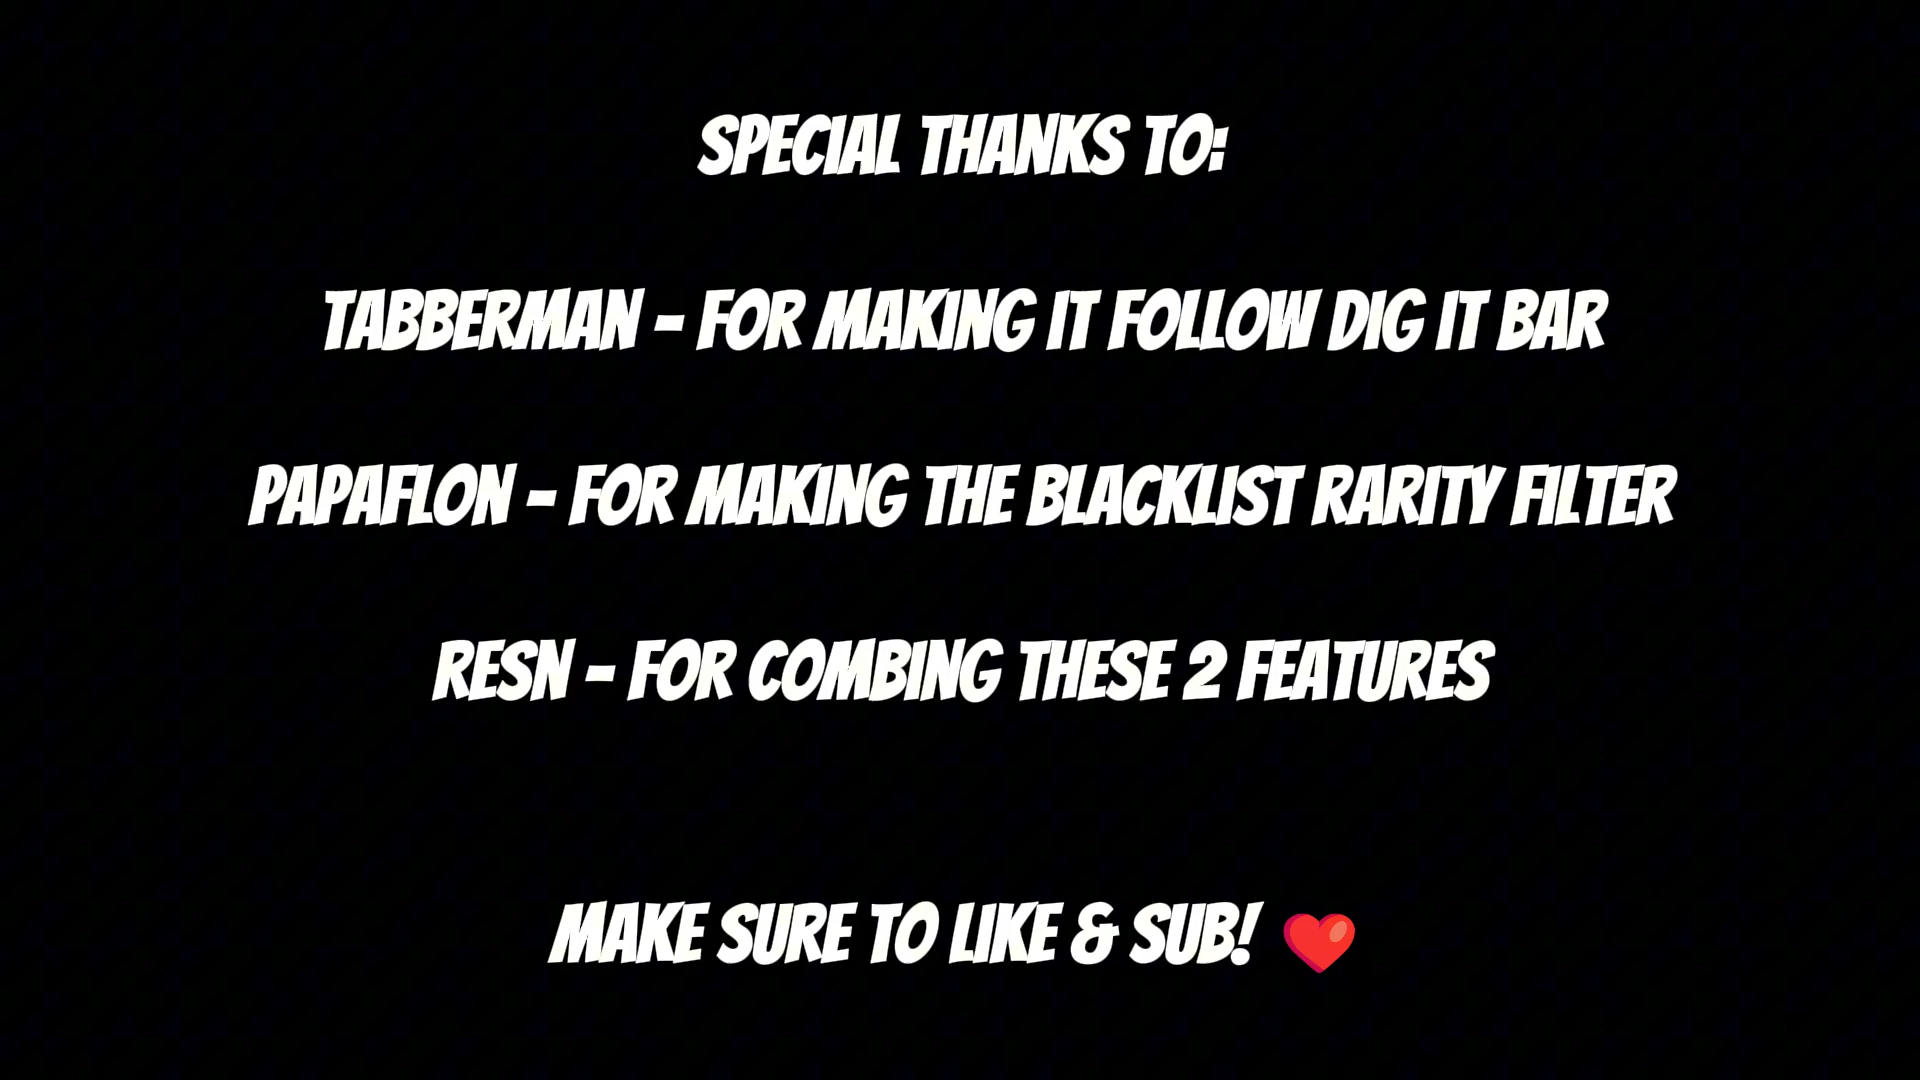 SPECIAL THANKS TO:
TABBERMAN - FOR MAKING IT FOLLOW DIG IT BAR
PAPAFLON - FOR MAKING THE BLACKLIST RARITY FILTER
RESN - FOR COMBING THESE 2 FEATURES
MAKE SURE TO LIKE & SUB! ❤️